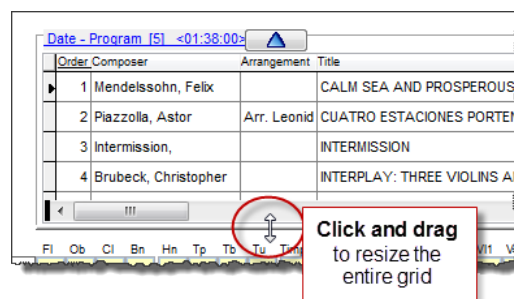 Date - Program [5] <01:38:00>
Order Composer Arrangement Title
1 Mendelssohn, Felix CALM SEA AND PROSPEROUS
2 Piazzolla, Astor Arr. Leonid CUATRO ESTACIONES PORTEN
3 Intermission, INTERMISSION
4 Brubeck, Christopher INTERPLAY: THREE VIOLINS A
Click and drag
to resize the
entire grid
Fl Ob Cl Bn Hn Tp Tb Tu Timp Vl1